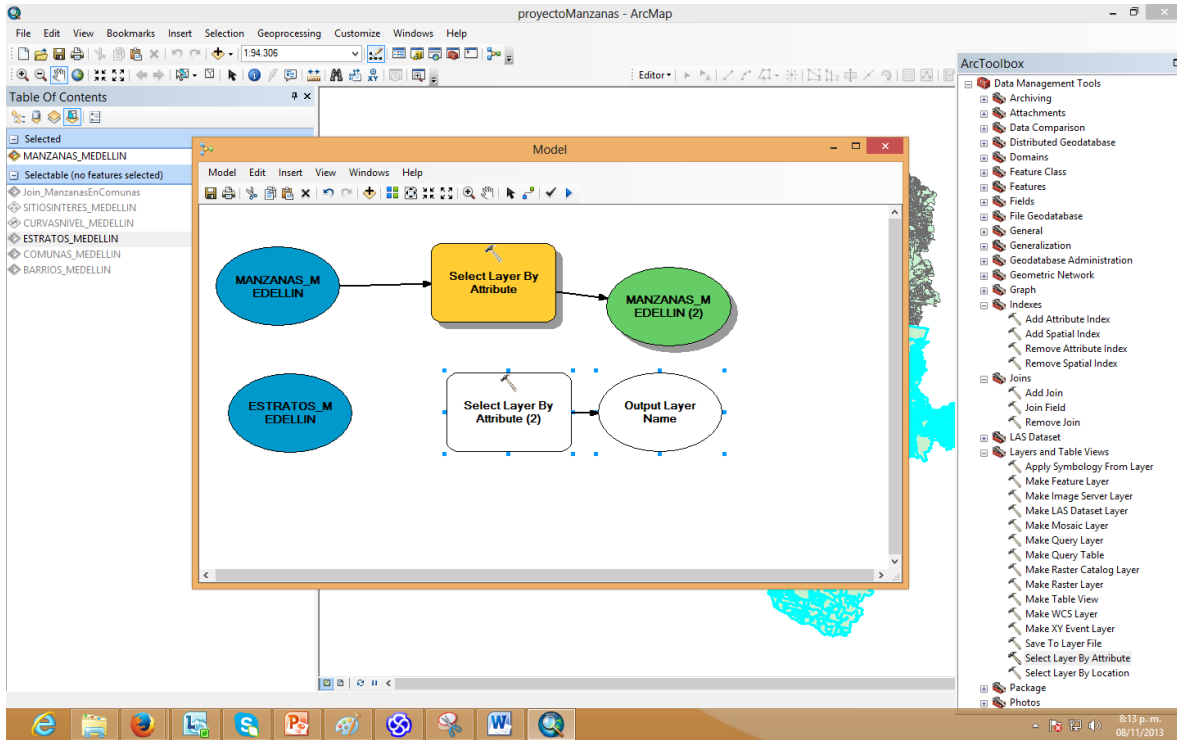 proyectoManzanas - ArcMap
File Edit View Bookmarks Insert Selection Geoprocessing Customize Windows Help
1:94.306
Editor
Table Of Contents
Selected
MANZANAS_MEDELLIN
Selectable (no features selected)
Join_ManzanasEnComunas
SITIOSINTERES_MEDELLIN
CURVASNIVEL_MEDELLIN
ESTRATOS_MEDELLIN
COMUNAS_MEDELLIN
BARRIOS_MEDELLIN
Model
Model Edit Insert View Windows Help
MANZANAS_M
EDELLIN
Select Layer By
Attribute
MANZANAS_M
EDELLIN (2)
ESTRATOS_M
EDELLIN
Select Layer By
Attribute (2)
Output Layer
Name
ArcToolbox
Data Management Tools
Archiving
Attachments
Data Comparison
Distributed Geodatabase
Domains
Feature Class
Features
Fields
File Geodatabase
General
Generalization
Geodatabase Administration
Geometric Network
Graph
Indexes
Add Attribute Index
Add Spatial Index
Remove Attribute Index
Remove Spatial Index
Joins
Add Join
Join Field
Remove Join
LAS Dataset
Layers and Table Views
Apply Symbology From Layer
Make Feature Layer
Make Image Server Layer
Make LAS Dataset Layer
Make Mosaic Layer
Make Query Layer
Make Query Table
Make Raster Catalog Layer
Make Raster Layer
Make Table View
Make WCS Layer
Make XY Event Layer
Save To Layer File
Select Layer By Attribute
Select Layer By Location
Package
Photos
8:13 p. m.
08/11/2013